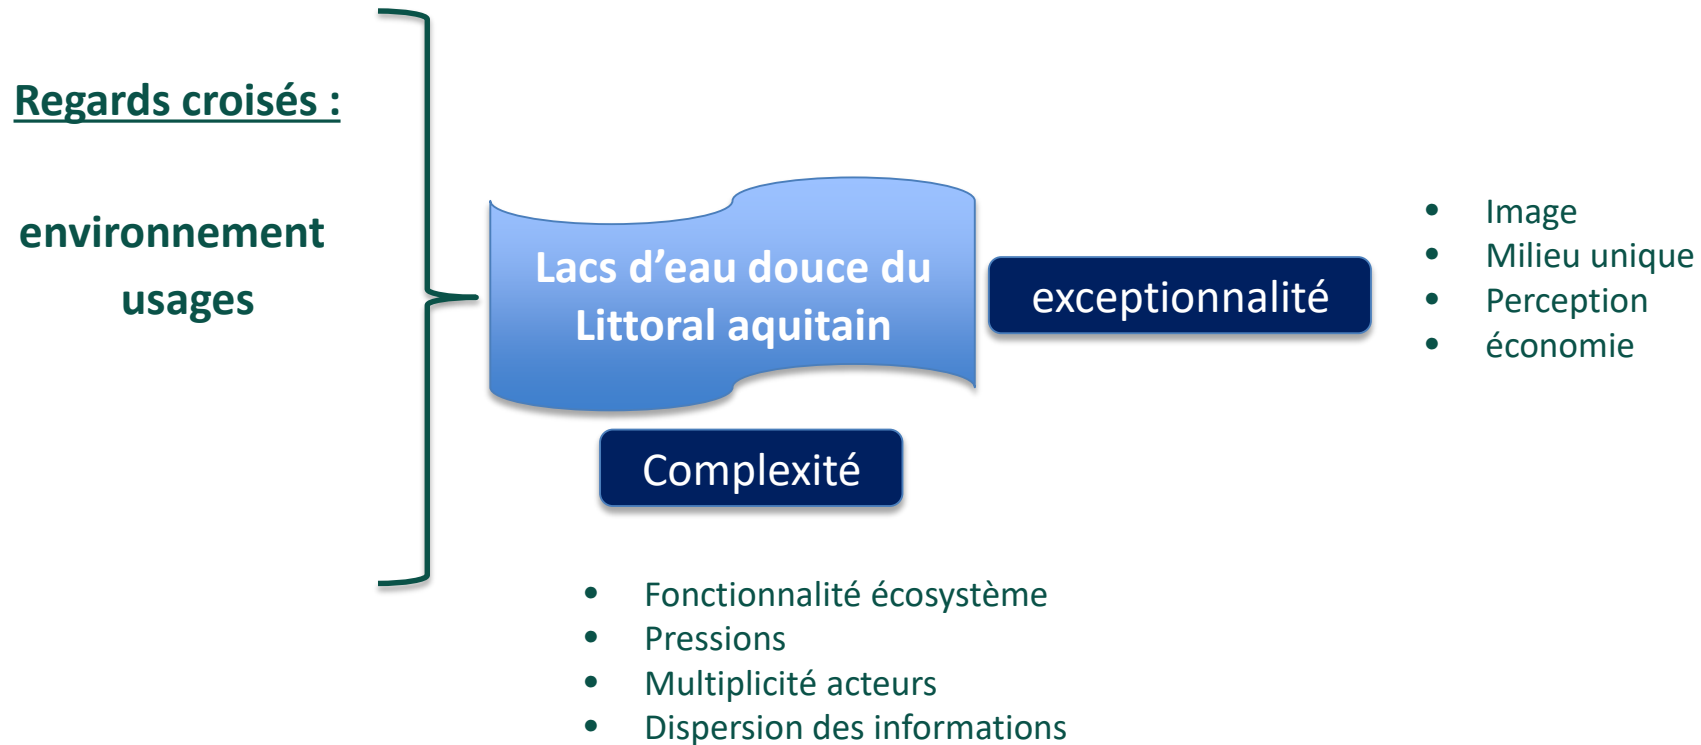 Regards croisés :
environnement
usages
Lacs d’eau douce du
Littoral aquitain
exceptionnalité
• Image
• Milieu unique
• Perception
• économie
Complexité
• Fonctionnalité écosystème
• Pressions
• Multiplicité acteurs
• Dispersion des informations